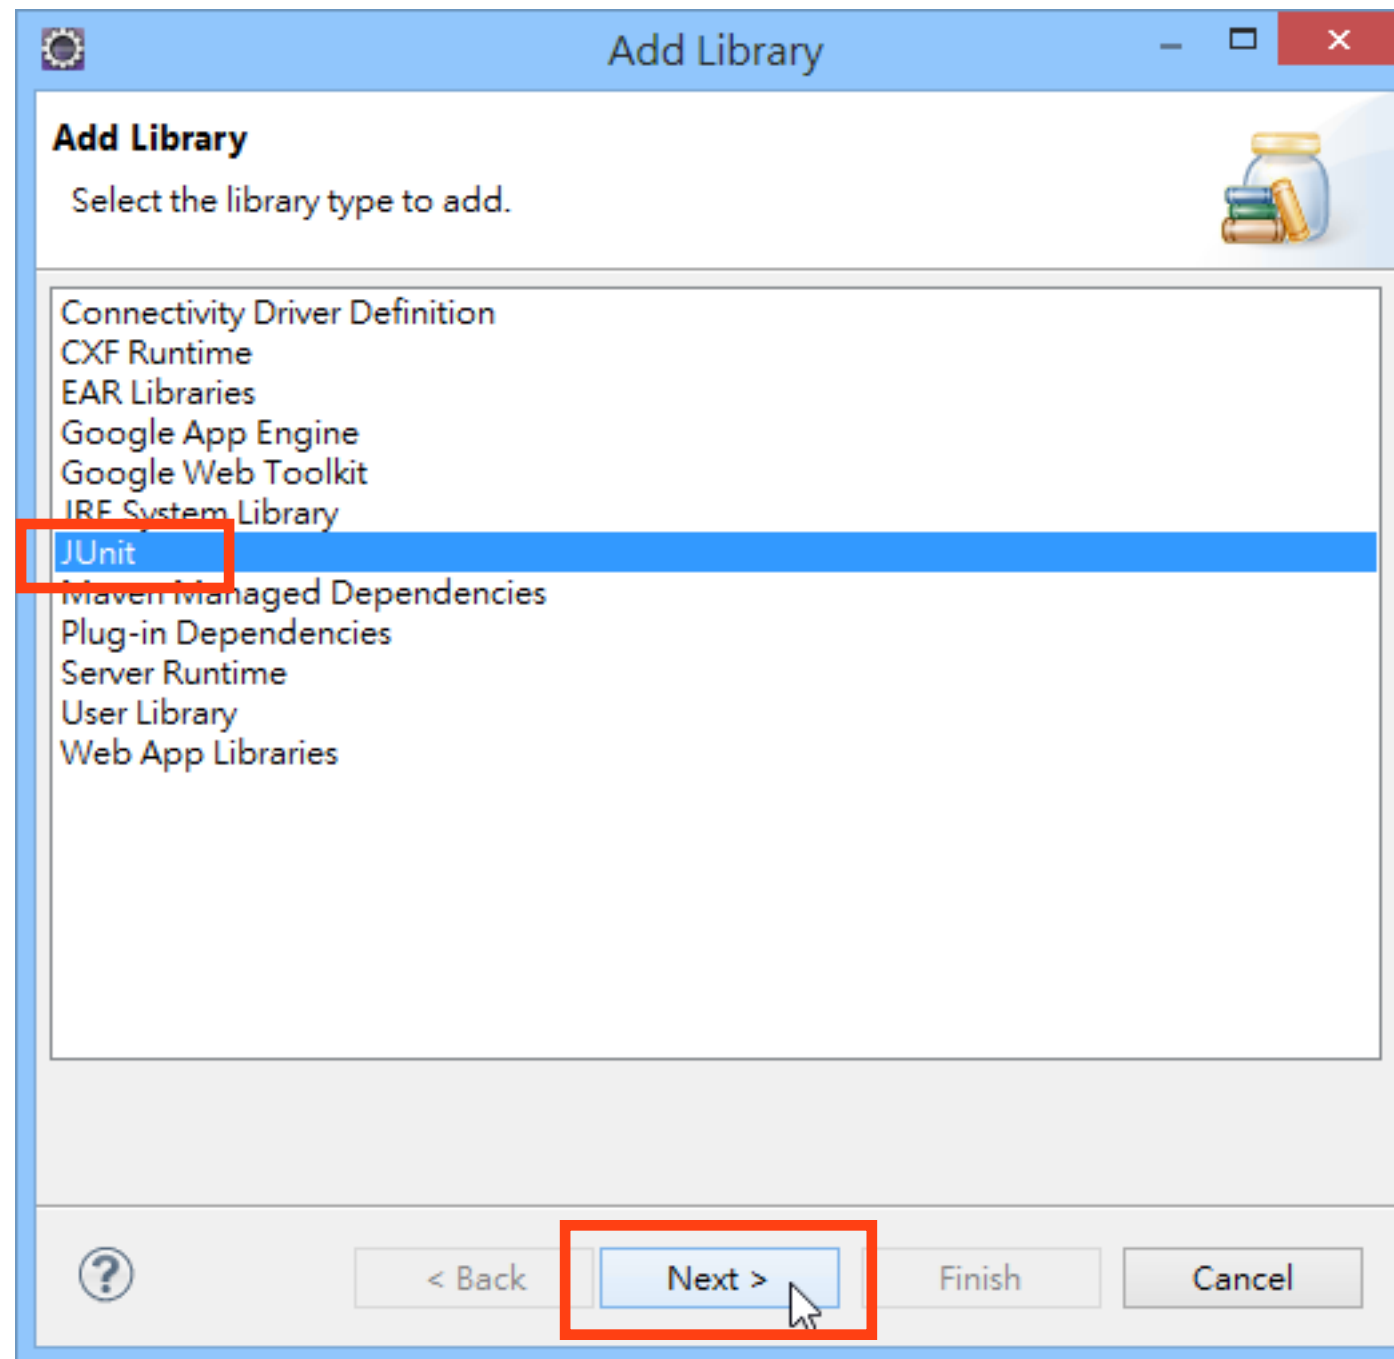 Add Library
Add Library
Select the library type to add.
Connectivity Driver Definition
CXF Runtime
EAR Libraries
Google App Engine
Google Web Toolkit
JRE System Library
JUnit
Maven Managed Dependencies
Plug-in Dependencies
Server Runtime
User Library
Web App Libraries
< Back Next > Finish Cancel